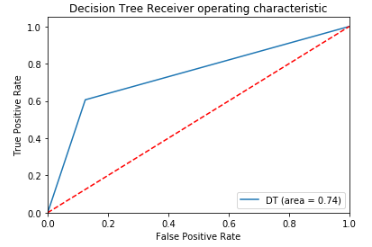 Decision Tree Receiver operating characteristic
True Positive Rate
1.0
0.8
0.6
0.4
0.2
0.0
DT (area = 0.74)
0.0 0.2 0.4 0.6 0.8 1.0
False Positive Rate